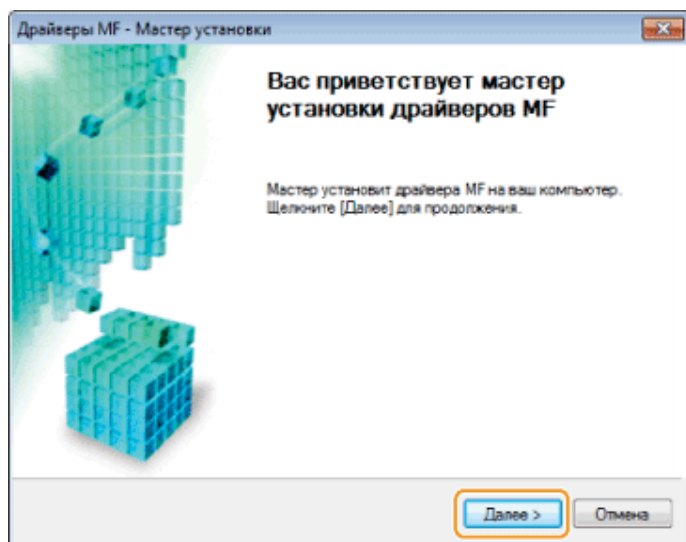 Драйверы MF - Мастер установки
Вас приветствует мастер
установки драйверов MF
Мастер установит драйвера MF на ваш компьютер.
Щелкните [Далее] для продолжения.
Далее >
Отмена